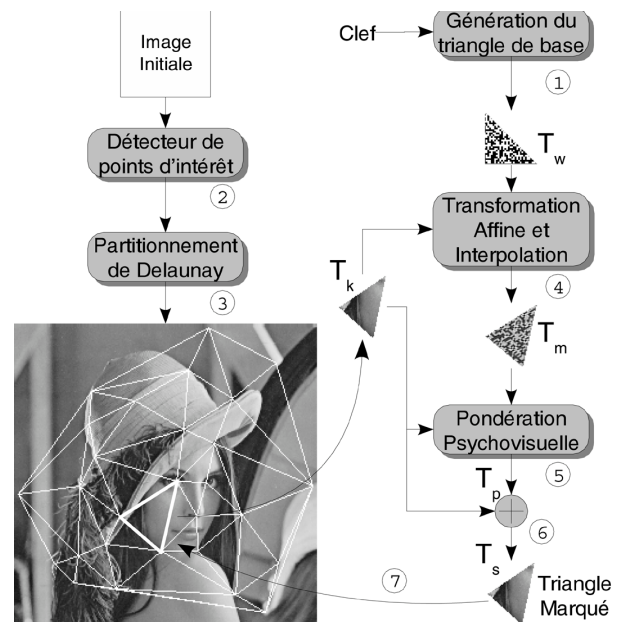 Image
Initiale
Détecteur de
points d'intérêt
2
Partitionnement
de Delaunay
3
Clef
Génération du
triangle de base
1
T w
Transformation
Affine et
Interpolation
4
T k
T m
Pondération
Psychovisuelle
5
T p
6
T s
7
Triangle
Marqué